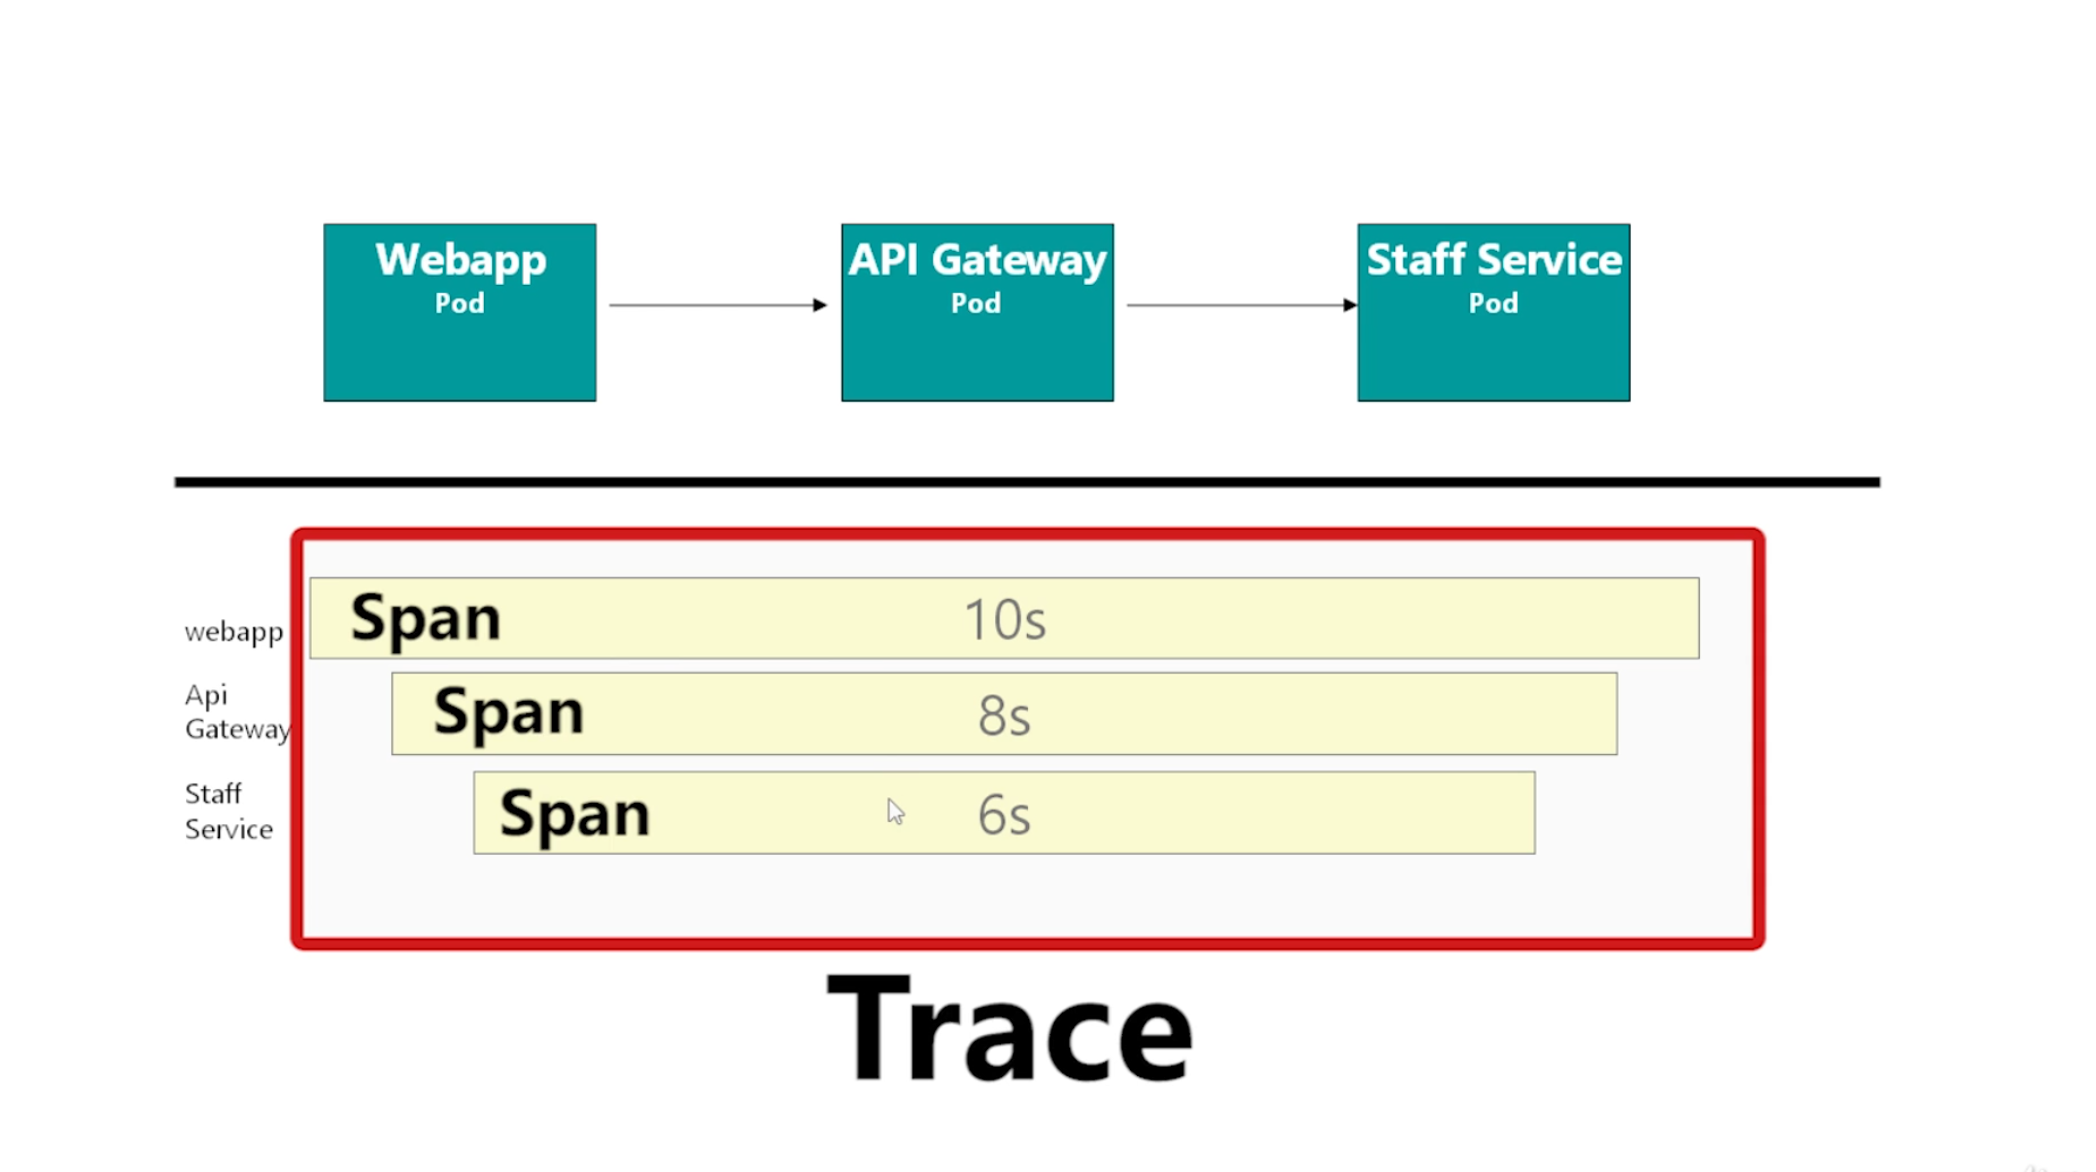 Webapp
Pod
API Gateway
Pod
Staff Service
Pod
webapp
Span
10s
Api
Gateway
Span
8s
Staff
Service
Span
6s
Trace